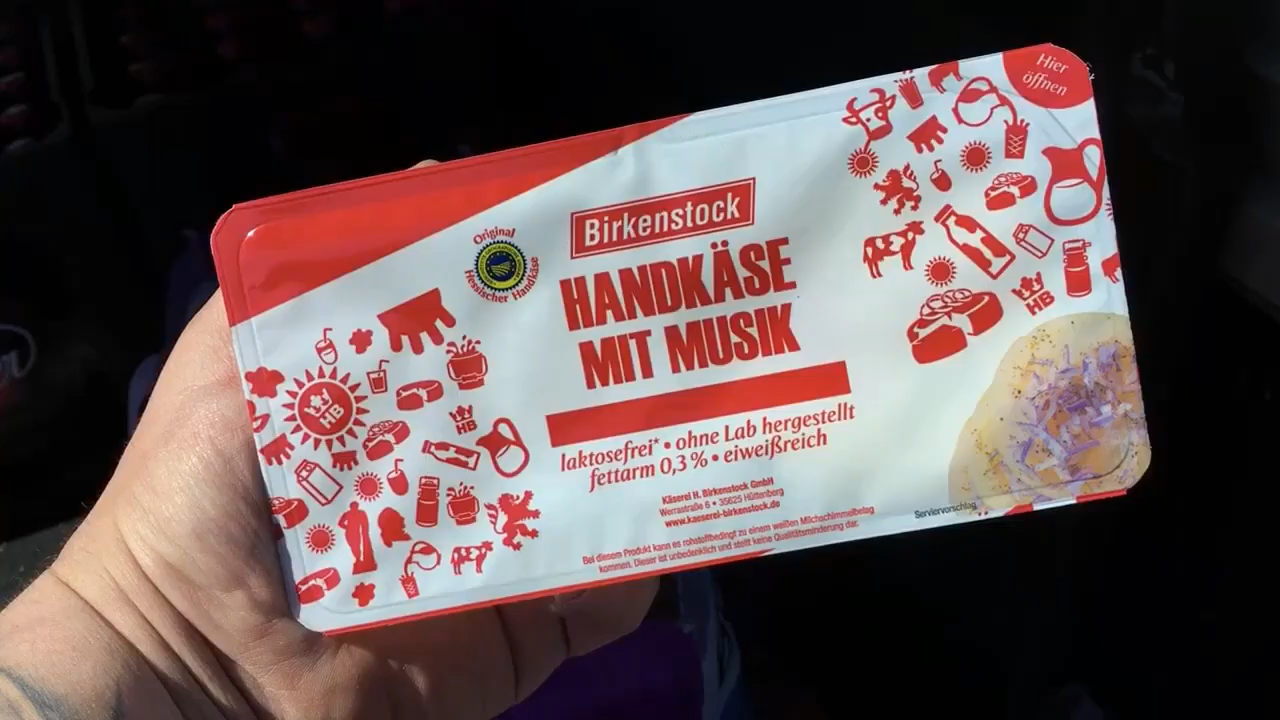 Hier
öffnen
Birkenstock
Original
Hessischer Handkäse
HANDKÄSE
MIT MUSIK
HB
HB
HB
laktosefrei* • ohne Lab hergestellt
fettarm 0,3% • eiweißreich
Käserei H. Birkenstock GmbH
Werrastraße 6 • 35625 Hüttenberg
www.kaeserei-birkenstock.de
Serviervorschlag
Bei diesem Produkt kann es rohstoffbedingt zu einem weißen Milchschimmelbelag
kommen. Dieser ist unbedenklich und stellt keine Qualitätsminderung dar.